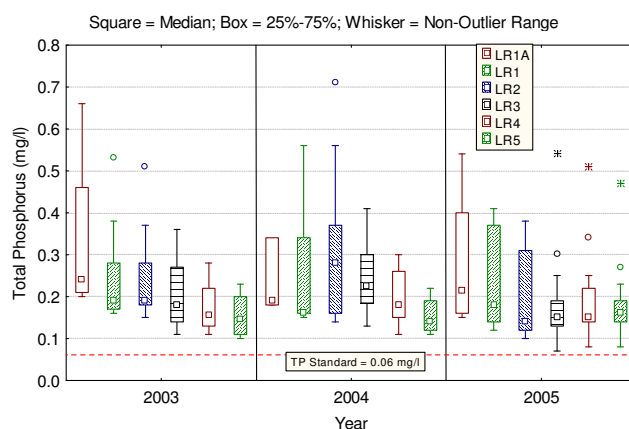 Square = Median; Box = 25%-75%; Whisker = Non-Outlier Range
0.8
0.7
0.6
0.5
0.4
0.3
0.2
0.1
0.0
Total Phosphorus (mg/l)
LR1A
LR1
LR2
LR3
LR4
LR5
TP Standard = 0.06 mg/l
2003
2004
2005
Year